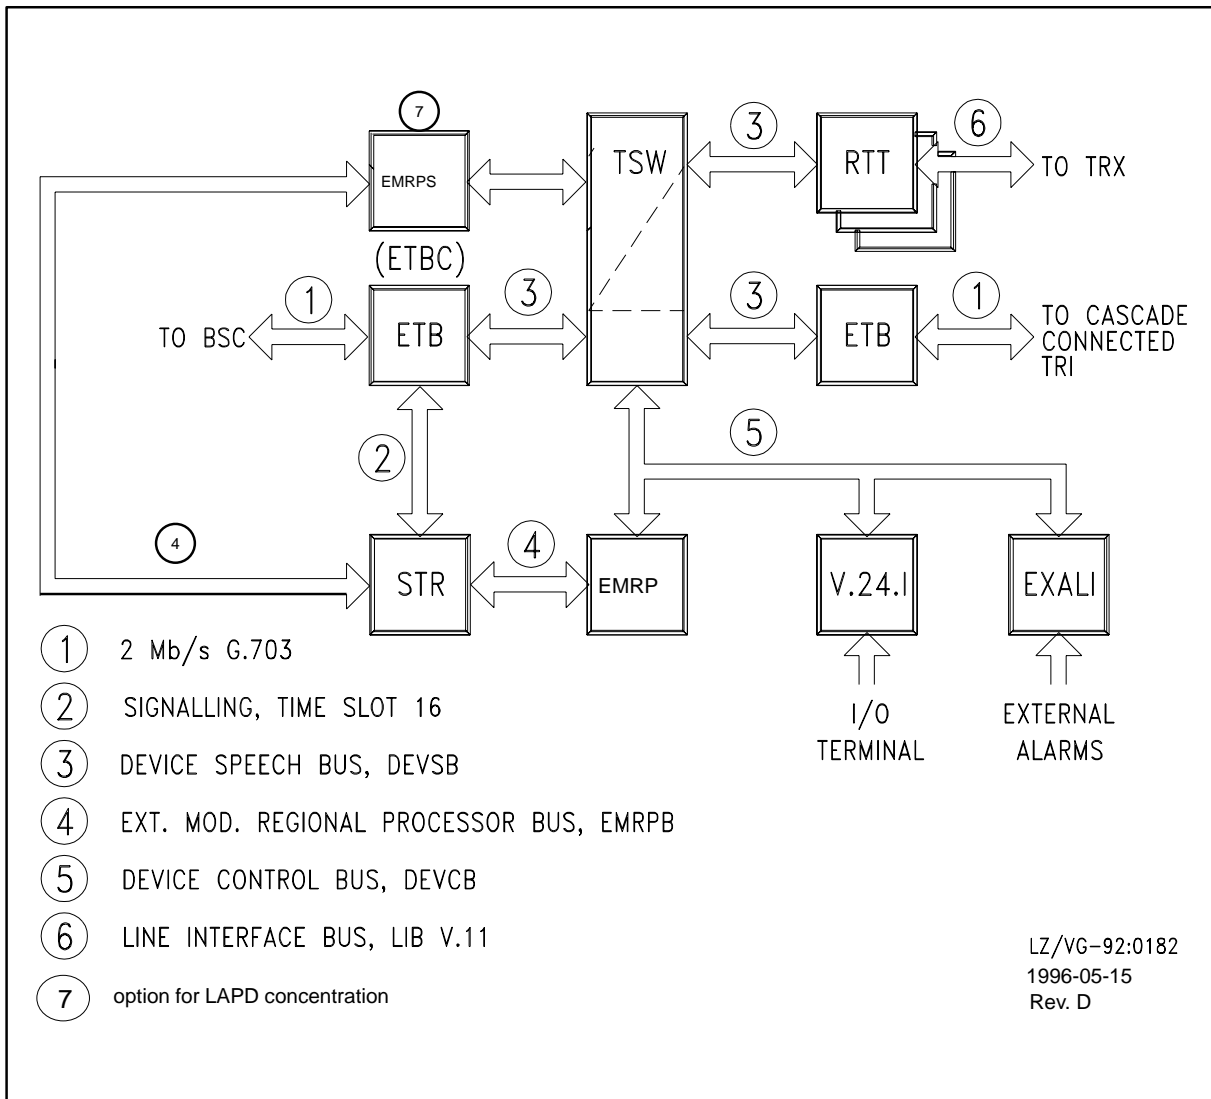 7
3
6
EMRPS
TSW
RTT
TO TRX
(ETBC)
1
3
3
1
TO BSC
ETB
ETB
TO CASCADE
CONNECTED
TRI
2
5
4
4
STR
EMRP
V.24.I
EXALI
1 2 Mb/s G.703
2 SIGNALLING, TIME SLOT 16
I/O
TERMINAL
EXTERNAL
ALARMS
3 DEVICE SPEECH BUS, DEVSB
4 EXT. MOD. REGIONAL PROCESSOR BUS, EMRPB
5 DEVICE CONTROL BUS, DEVCB
6 LINE INTERFACE BUS, LIB V.11
7 option for LAPD concentration
LZ/VG-92:0182
1996-05-15
Rev. D